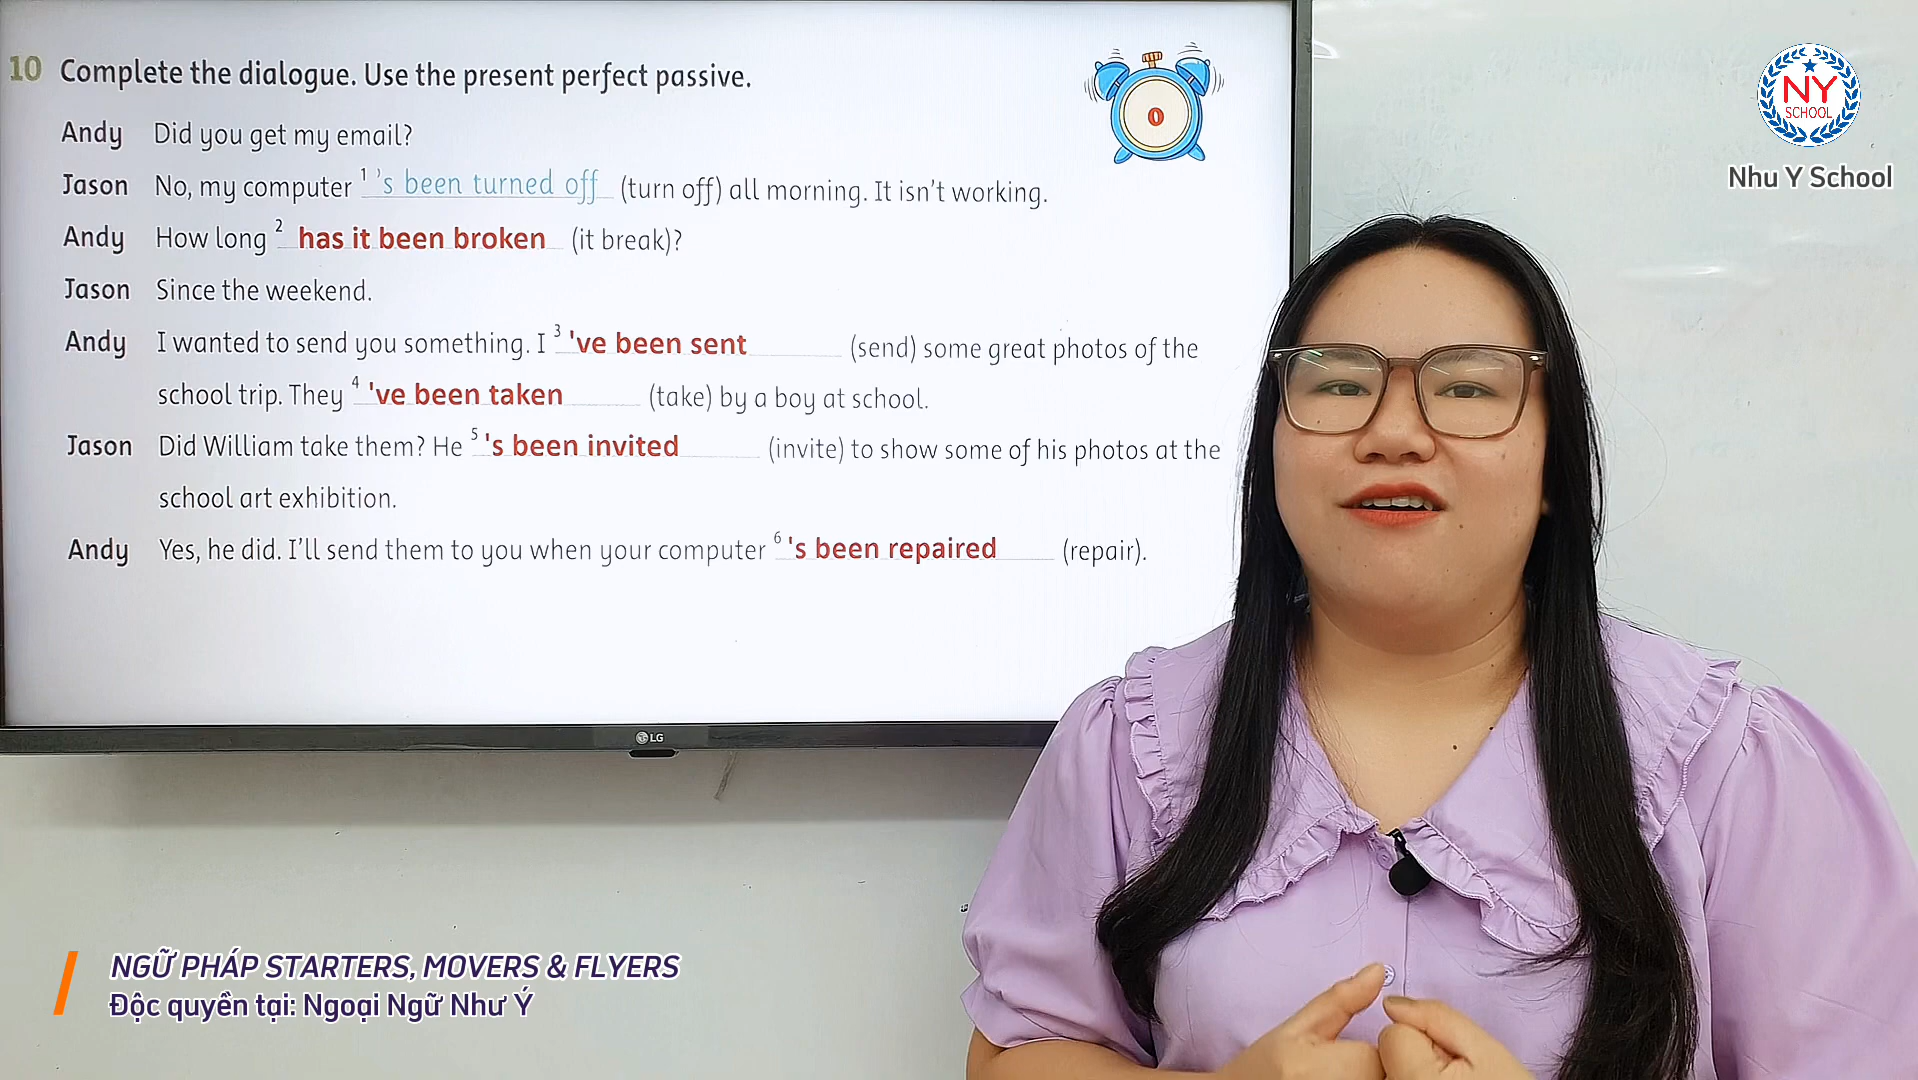 10 Complete the dialogue. Use the present perfect passive.
0
Andy Did you get my email?
Jason No, my computer 1 's been turned off (turn off) all morning. It isn't working.
Andy How long 2 has it been broken (it break)?
Jason Since the weekend.
Andy I wanted to send you something. I 3 've been sent (send) some great photos of the
school trip. They 4 've been taken (take) by a boy at school.
Jason Did William take them? He 5 's been invited (invite) to show some of his photos at the
school art exhibition.
Andy Yes, he did. I'll send them to you when your computer 6 's been repaired (repair).
LG
NY
SCHOOL
Nhu Y School
NGỮ PHÁP STARTERS, MOVERS & FLYERS
Độc quyền tại: Ngoại Ngữ Như Ý